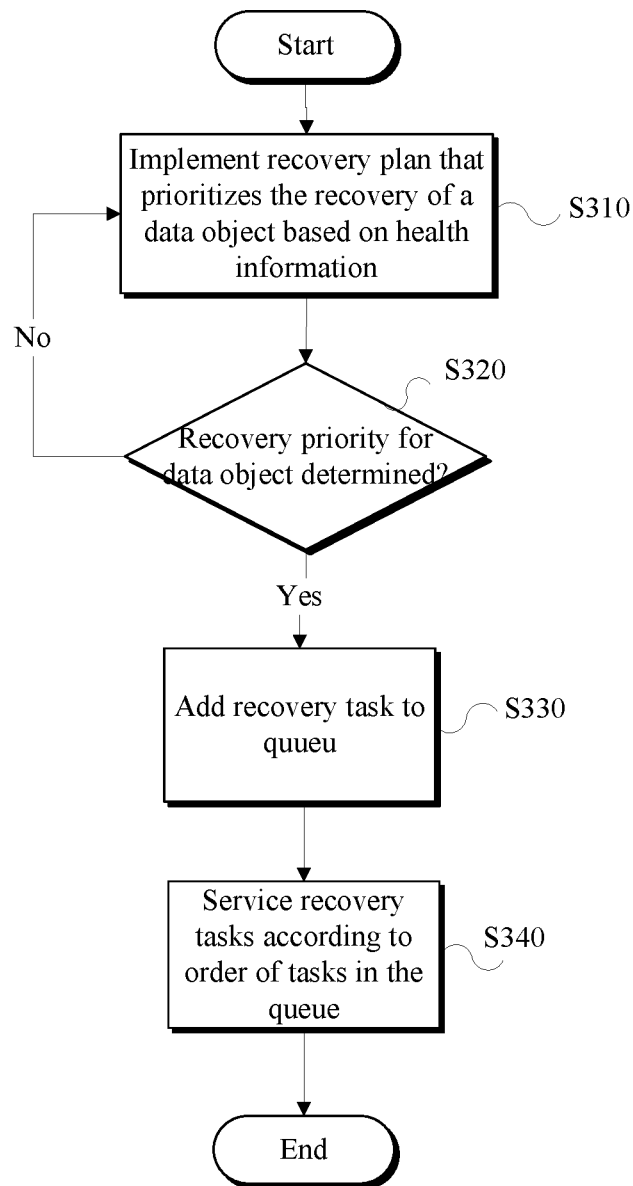 Start
Implement recovery plan that
prioritizes the recovery of a
data object based on health
information
S310
No
S320
Recovery priority for
data object determined?
Yes
Add recovery task to
quueu
S330
Service recovery
tasks according to
order of tasks in the
queue
S340
End